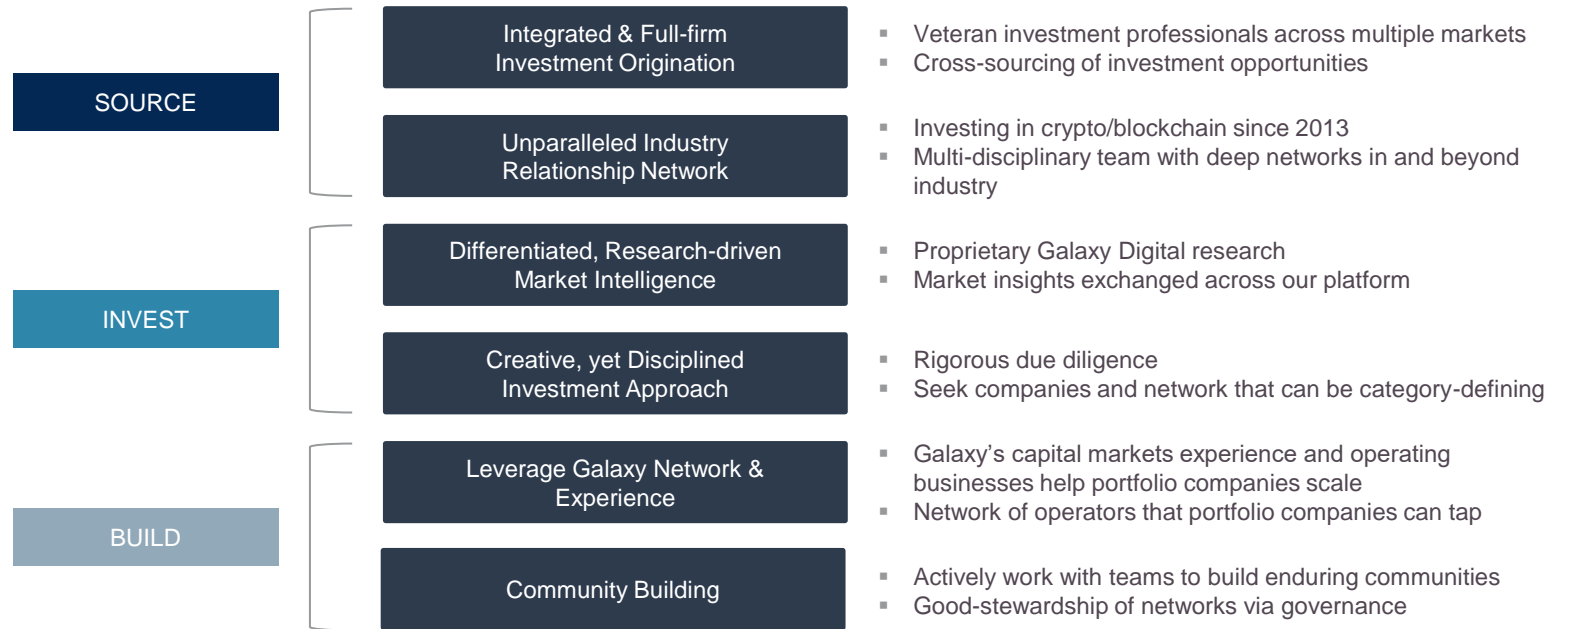 SOURCE
Integrated & Full-firm
Investment Origination
▪ Veteran investment professionals across multiple markets
▪ Cross-sourcing of investment opportunities
Unparalleled Industry
Relationship Network
▪ Investing in crypto/blockchain since 2013
▪ Multi-disciplinary team with deep networks in and beyond
industry
INVEST
Differentiated, Research-driven
Market Intelligence
▪ Proprietary Galaxy Digital research
▪ Market insights exchanged across our platform
Creative, yet Disciplined
Investment Approach
▪ Rigorous due diligence
▪ Seek companies and network that can be category-defining
BUILD
Leverage Galaxy Network &
Experience
▪ Galaxy’s capital markets experience and operating
businesses help portfolio companies scale
▪ Network of operators that portfolio companies can tap
Community Building
▪ Actively work with teams to build enduring communities
▪ Good-stewardship of networks via governance